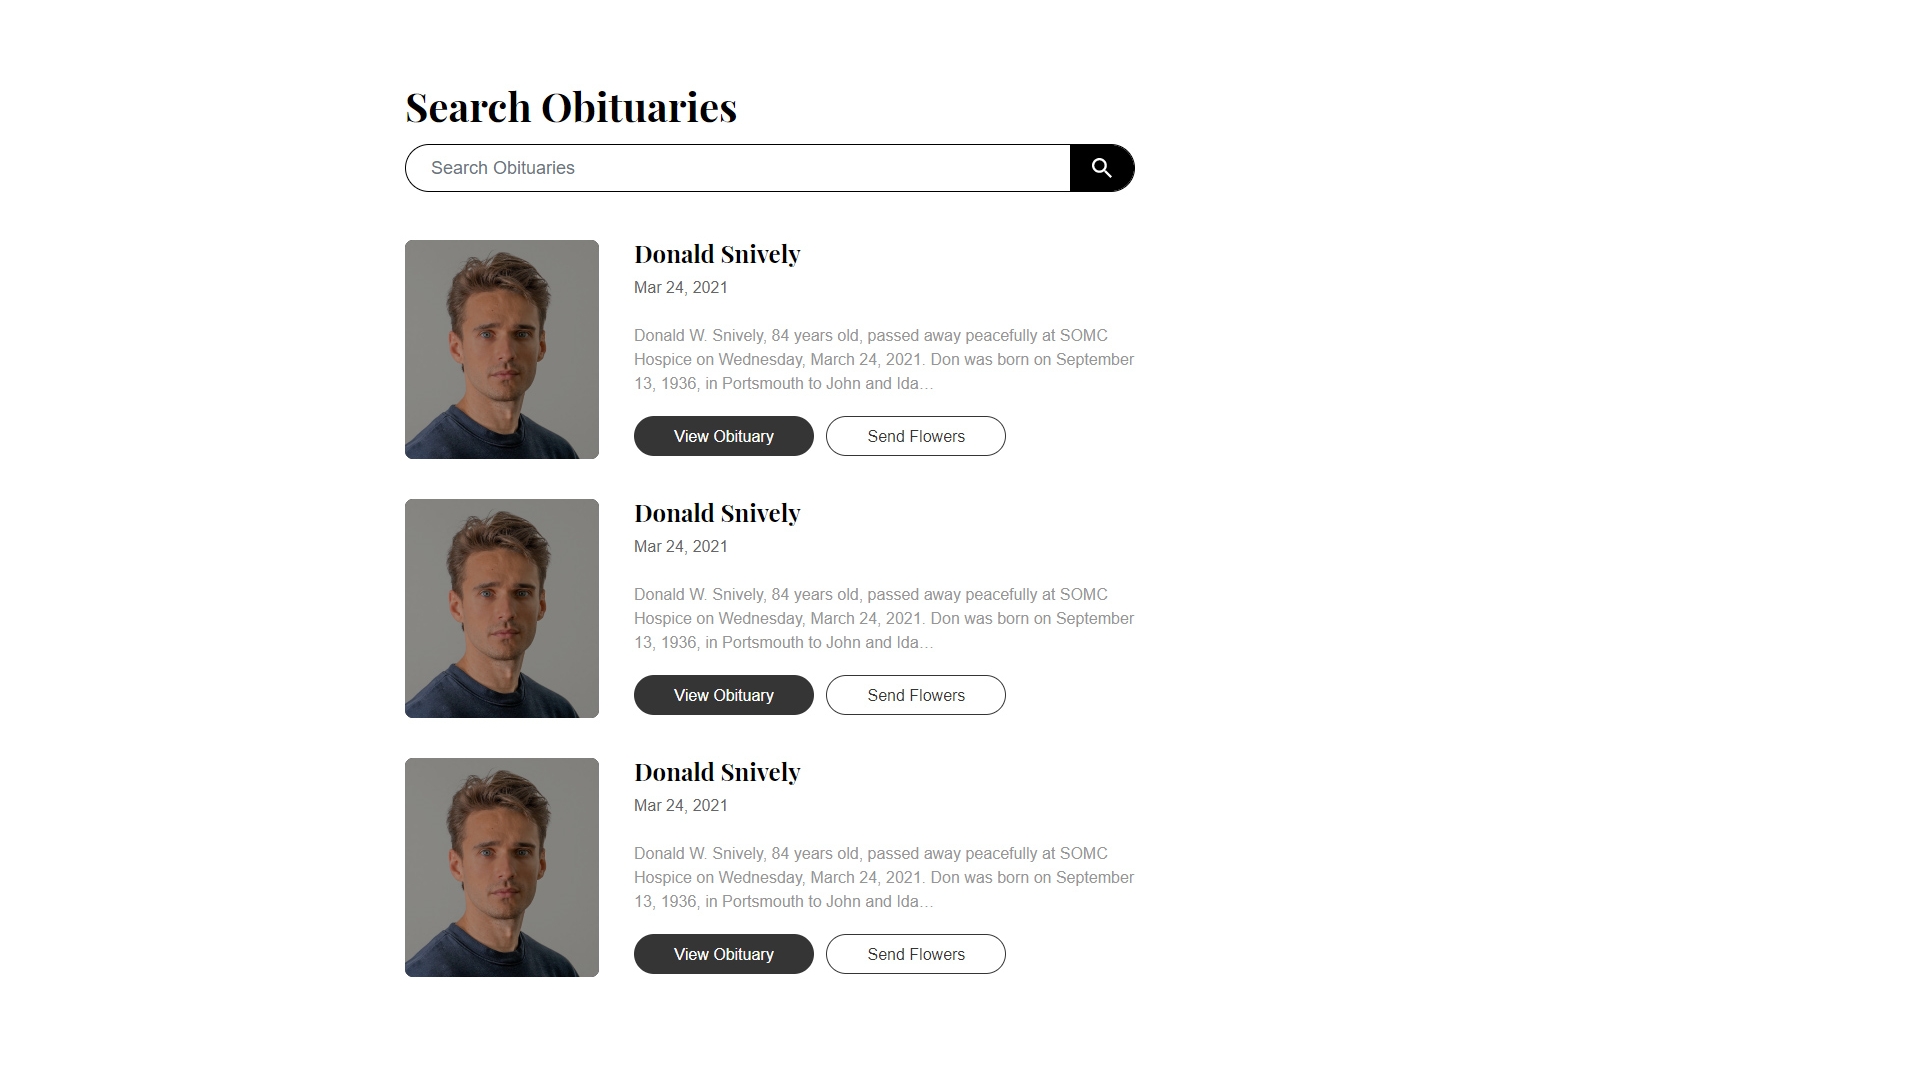 Search Obituaries
Search Obituaries
Donald Snively
Mar 24, 2021
Donald W. Snively, 84 years old, passed away peacefully at SOMC
Hospice on Wednesday, March 24, 2021. Don was born on September
13, 1936, in Portsmouth to John and Ida…
View Obituary
Send Flowers
Donald Snively
Mar 24, 2021
Donald W. Snively, 84 years old, passed away peacefully at SOMC
Hospice on Wednesday, March 24, 2021. Don was born on September
13, 1936, in Portsmouth to John and Ida…
View Obituary
Send Flowers
Donald Snively
Mar 24, 2021
Donald W. Snively, 84 years old, passed away peacefully at SOMC
Hospice on Wednesday, March 24, 2021. Don was born on September
13, 1936, in Portsmouth to John and Ida…
View Obituary
Send Flowers